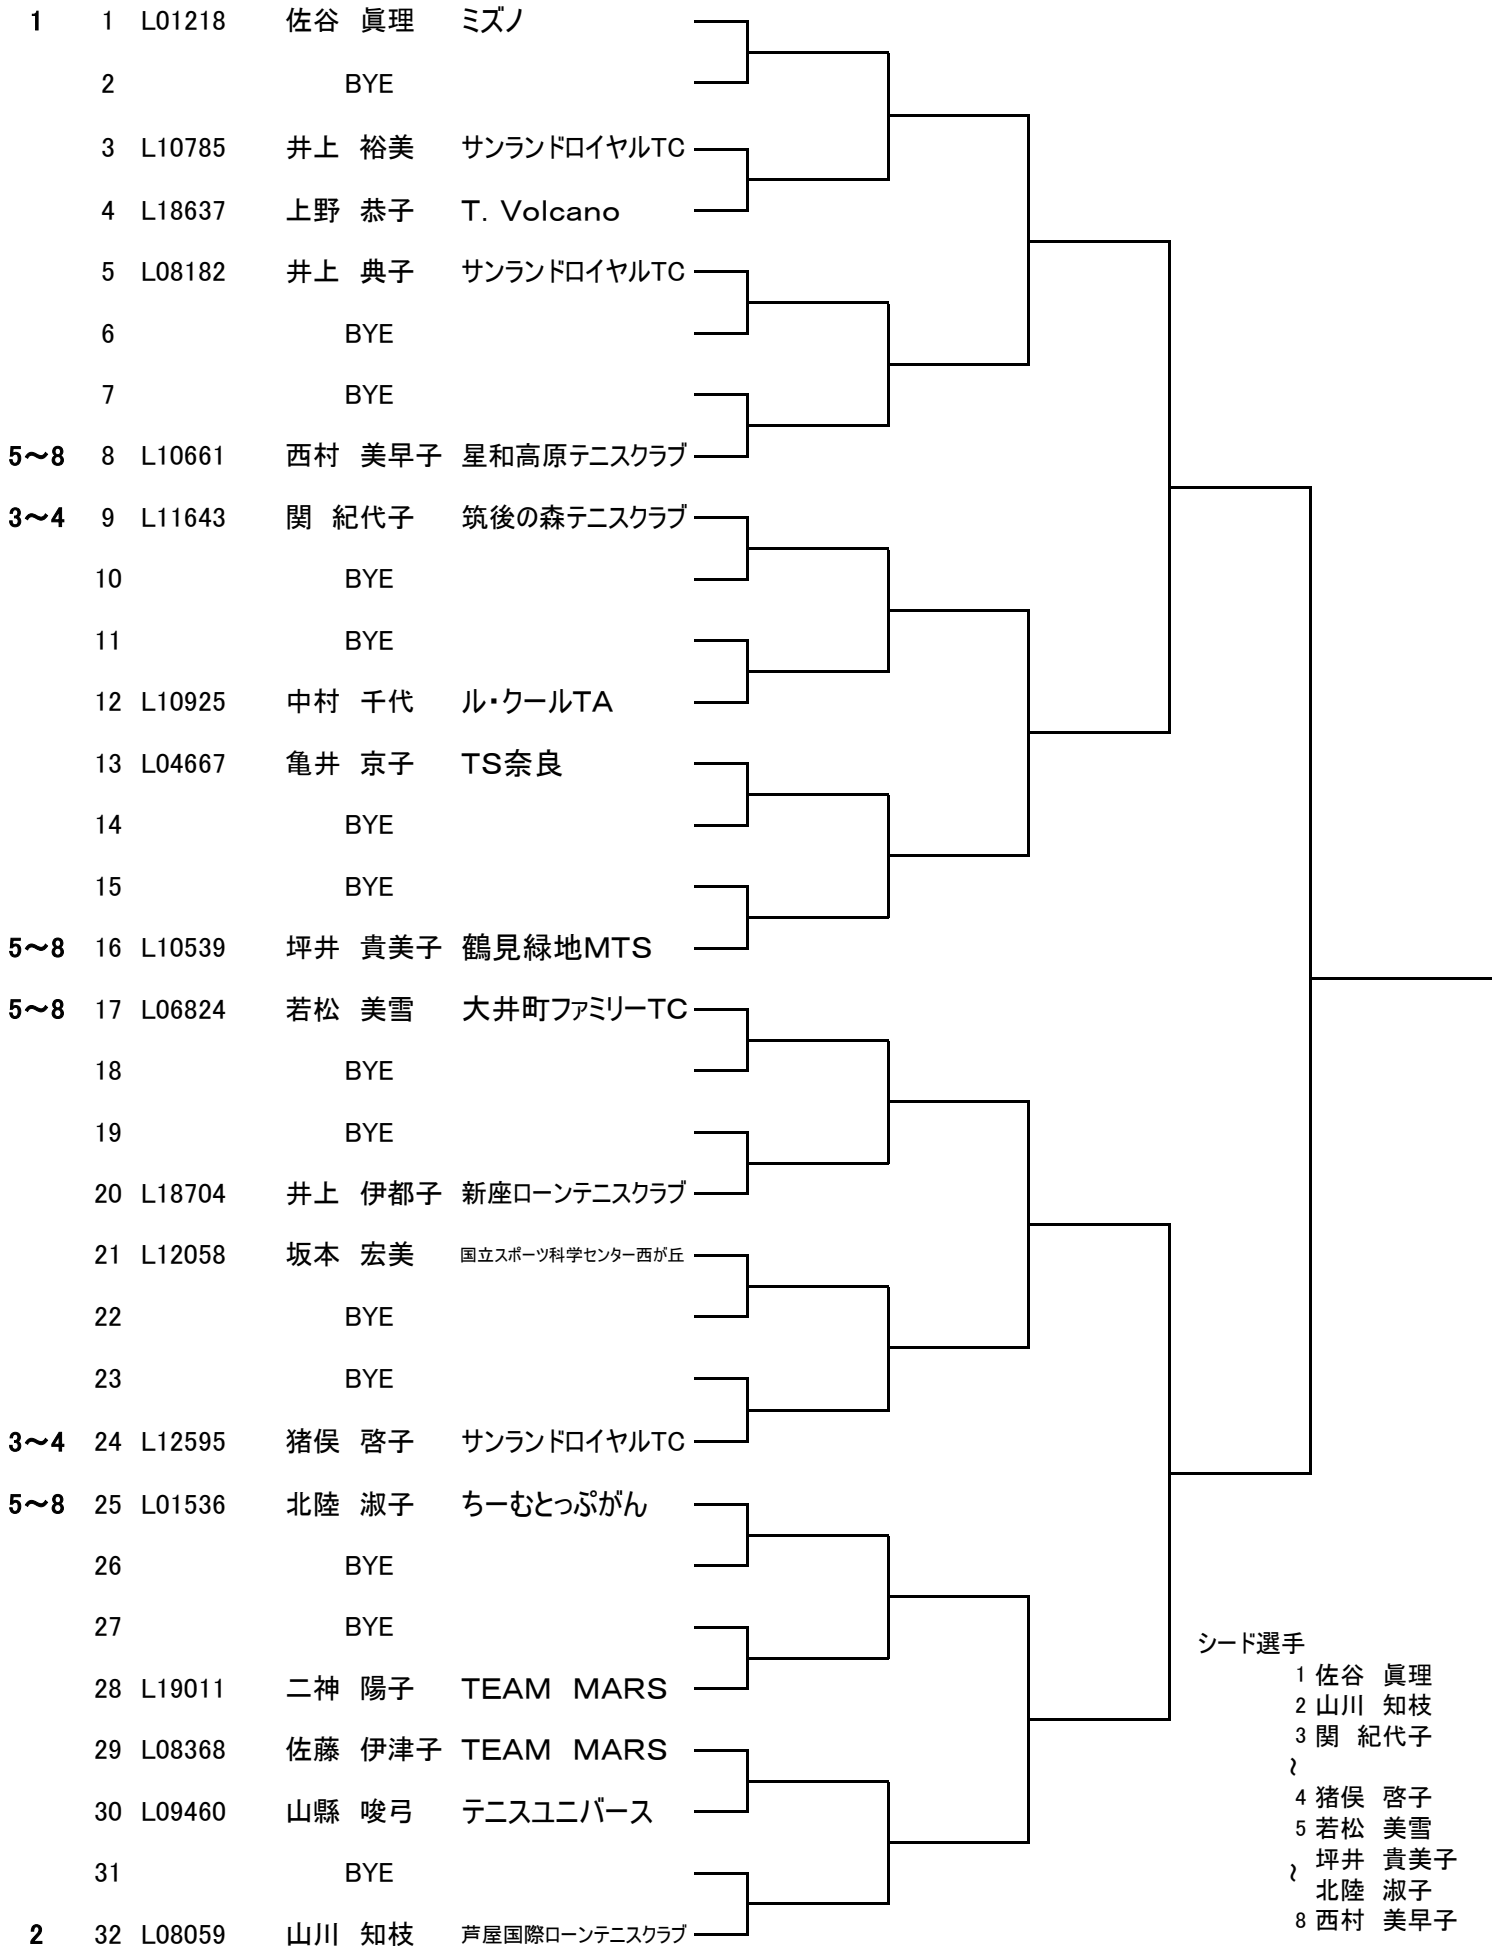 1 1 L01218 佐谷 眞理 ミズノ
2 BYE
3 L10785 井上 裕美 サンランドロイヤルTC
4 L18637 上野 恭子 T. Volcano
5 L08182 井上 典子 サンランドロイヤルTC
6 BYE
7 BYE
5～8 8 L10661 西村 美早子 星和高原テニスクラブ
3～4 9 L11643 関 紀代子 筑後の森テニスクラブ
10 BYE
11 BYE
12 L10925 中村 千代 ル・クールTA
13 L04667 亀井 京子 TS奈良
14 BYE
15 BYE
5～8 16 L10539 坪井 貴美子 鶴見緑地MTS
5～8 17 L06824 若松 美雪 大井町ファミリーTC
18 BYE
19 BYE
20 L18704 井上 伊都子 新座ローンテニスクラブ
21 L12058 坂本 宏美 国立スポーツ科学センター西が丘
22 BYE
23 BYE
3～4 24 L12595 猪俣 啓子 サンランドロイヤルTC
5～8 25 L01536 北陸 淑子 ちーむとっぷがん
26 BYE
27 BYE
28 L19011 二神 陽子 TEAM MARS
29 L08368 佐藤 伊津子 TEAM MARS
30 L09460 山縣 唆弓 テニスユニバース
31 BYE
2 32 L08059 山川 知枝 芦屋国際ローンテニスクラブ
シード選手
1 佐谷 眞理
2 山川 知枝
3 関 紀代子
～
4 猪俣 啓子
5 若松 美雪
～ 坪井 貴美子
北陸 淑子
8 西村 美早子